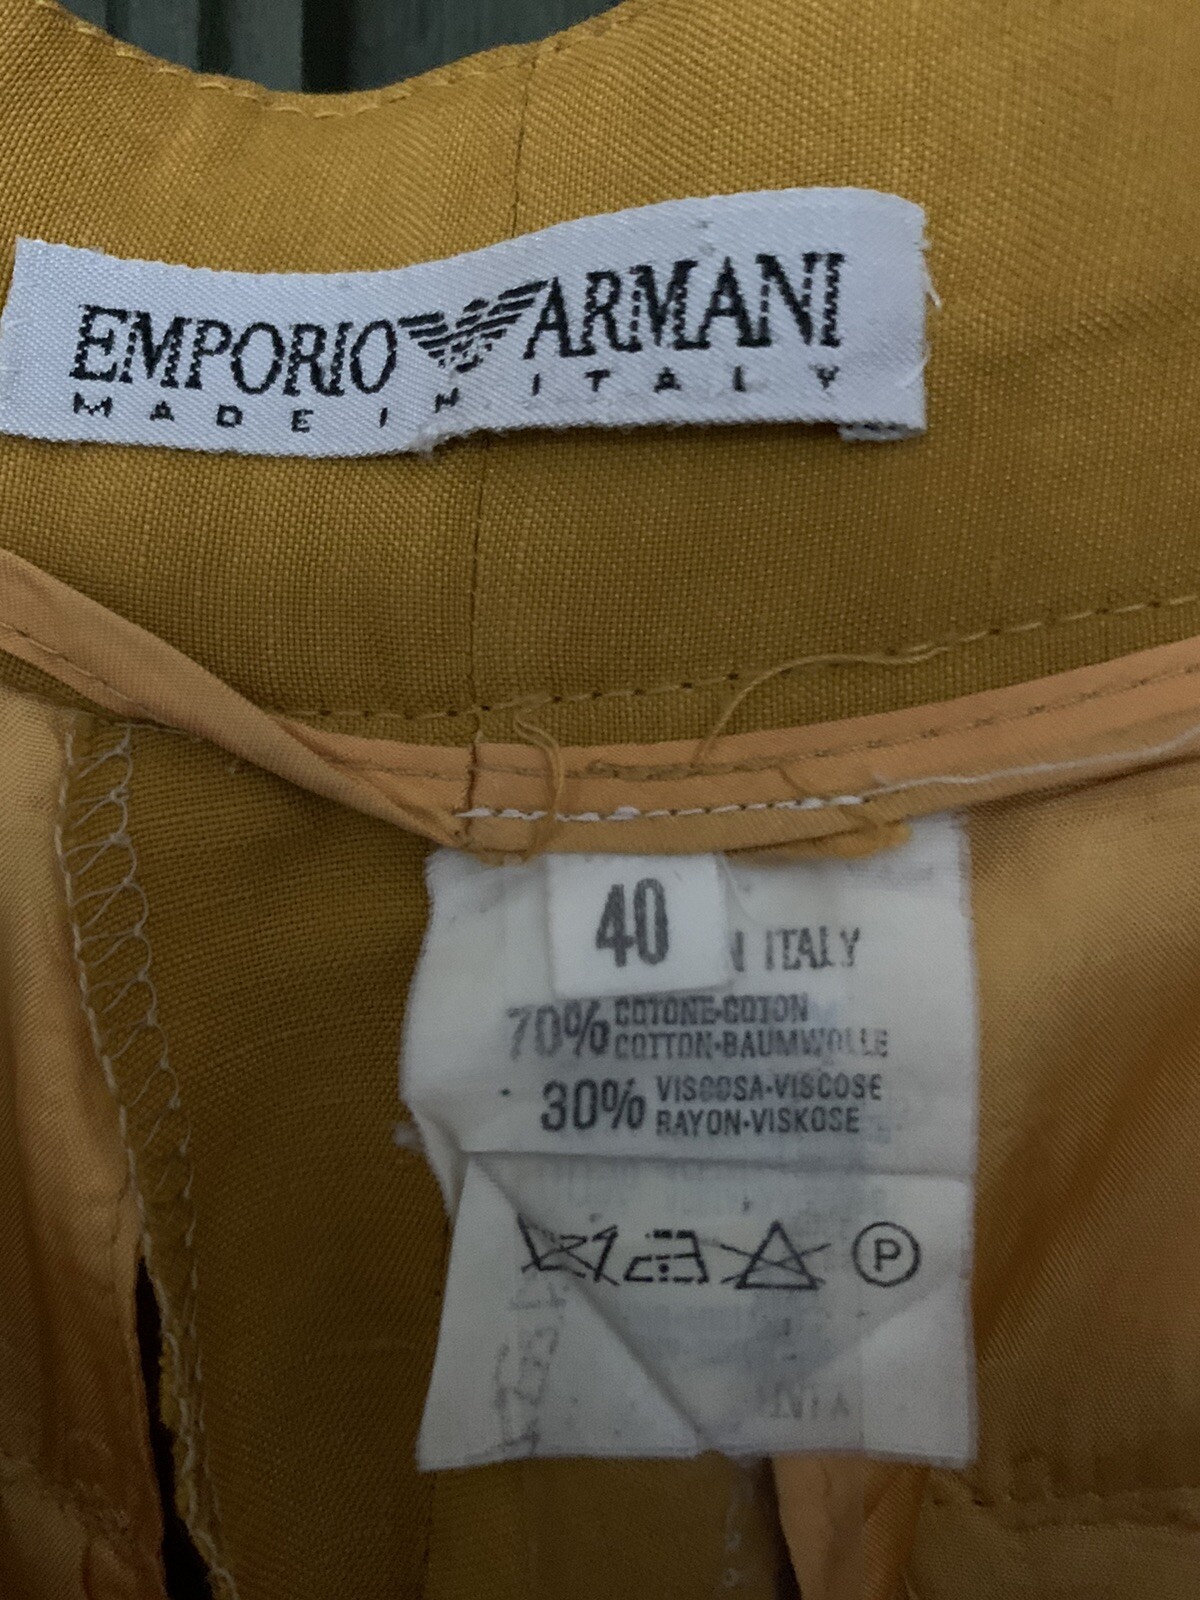 EMPORIO ARMANI
MADE IN ITALY
40
N ITALY
70% COTONE•COTON
COTTON•BAUMWOLLE
30% VISCOSA•VISCOSE
RAYON•VISKOSE
P